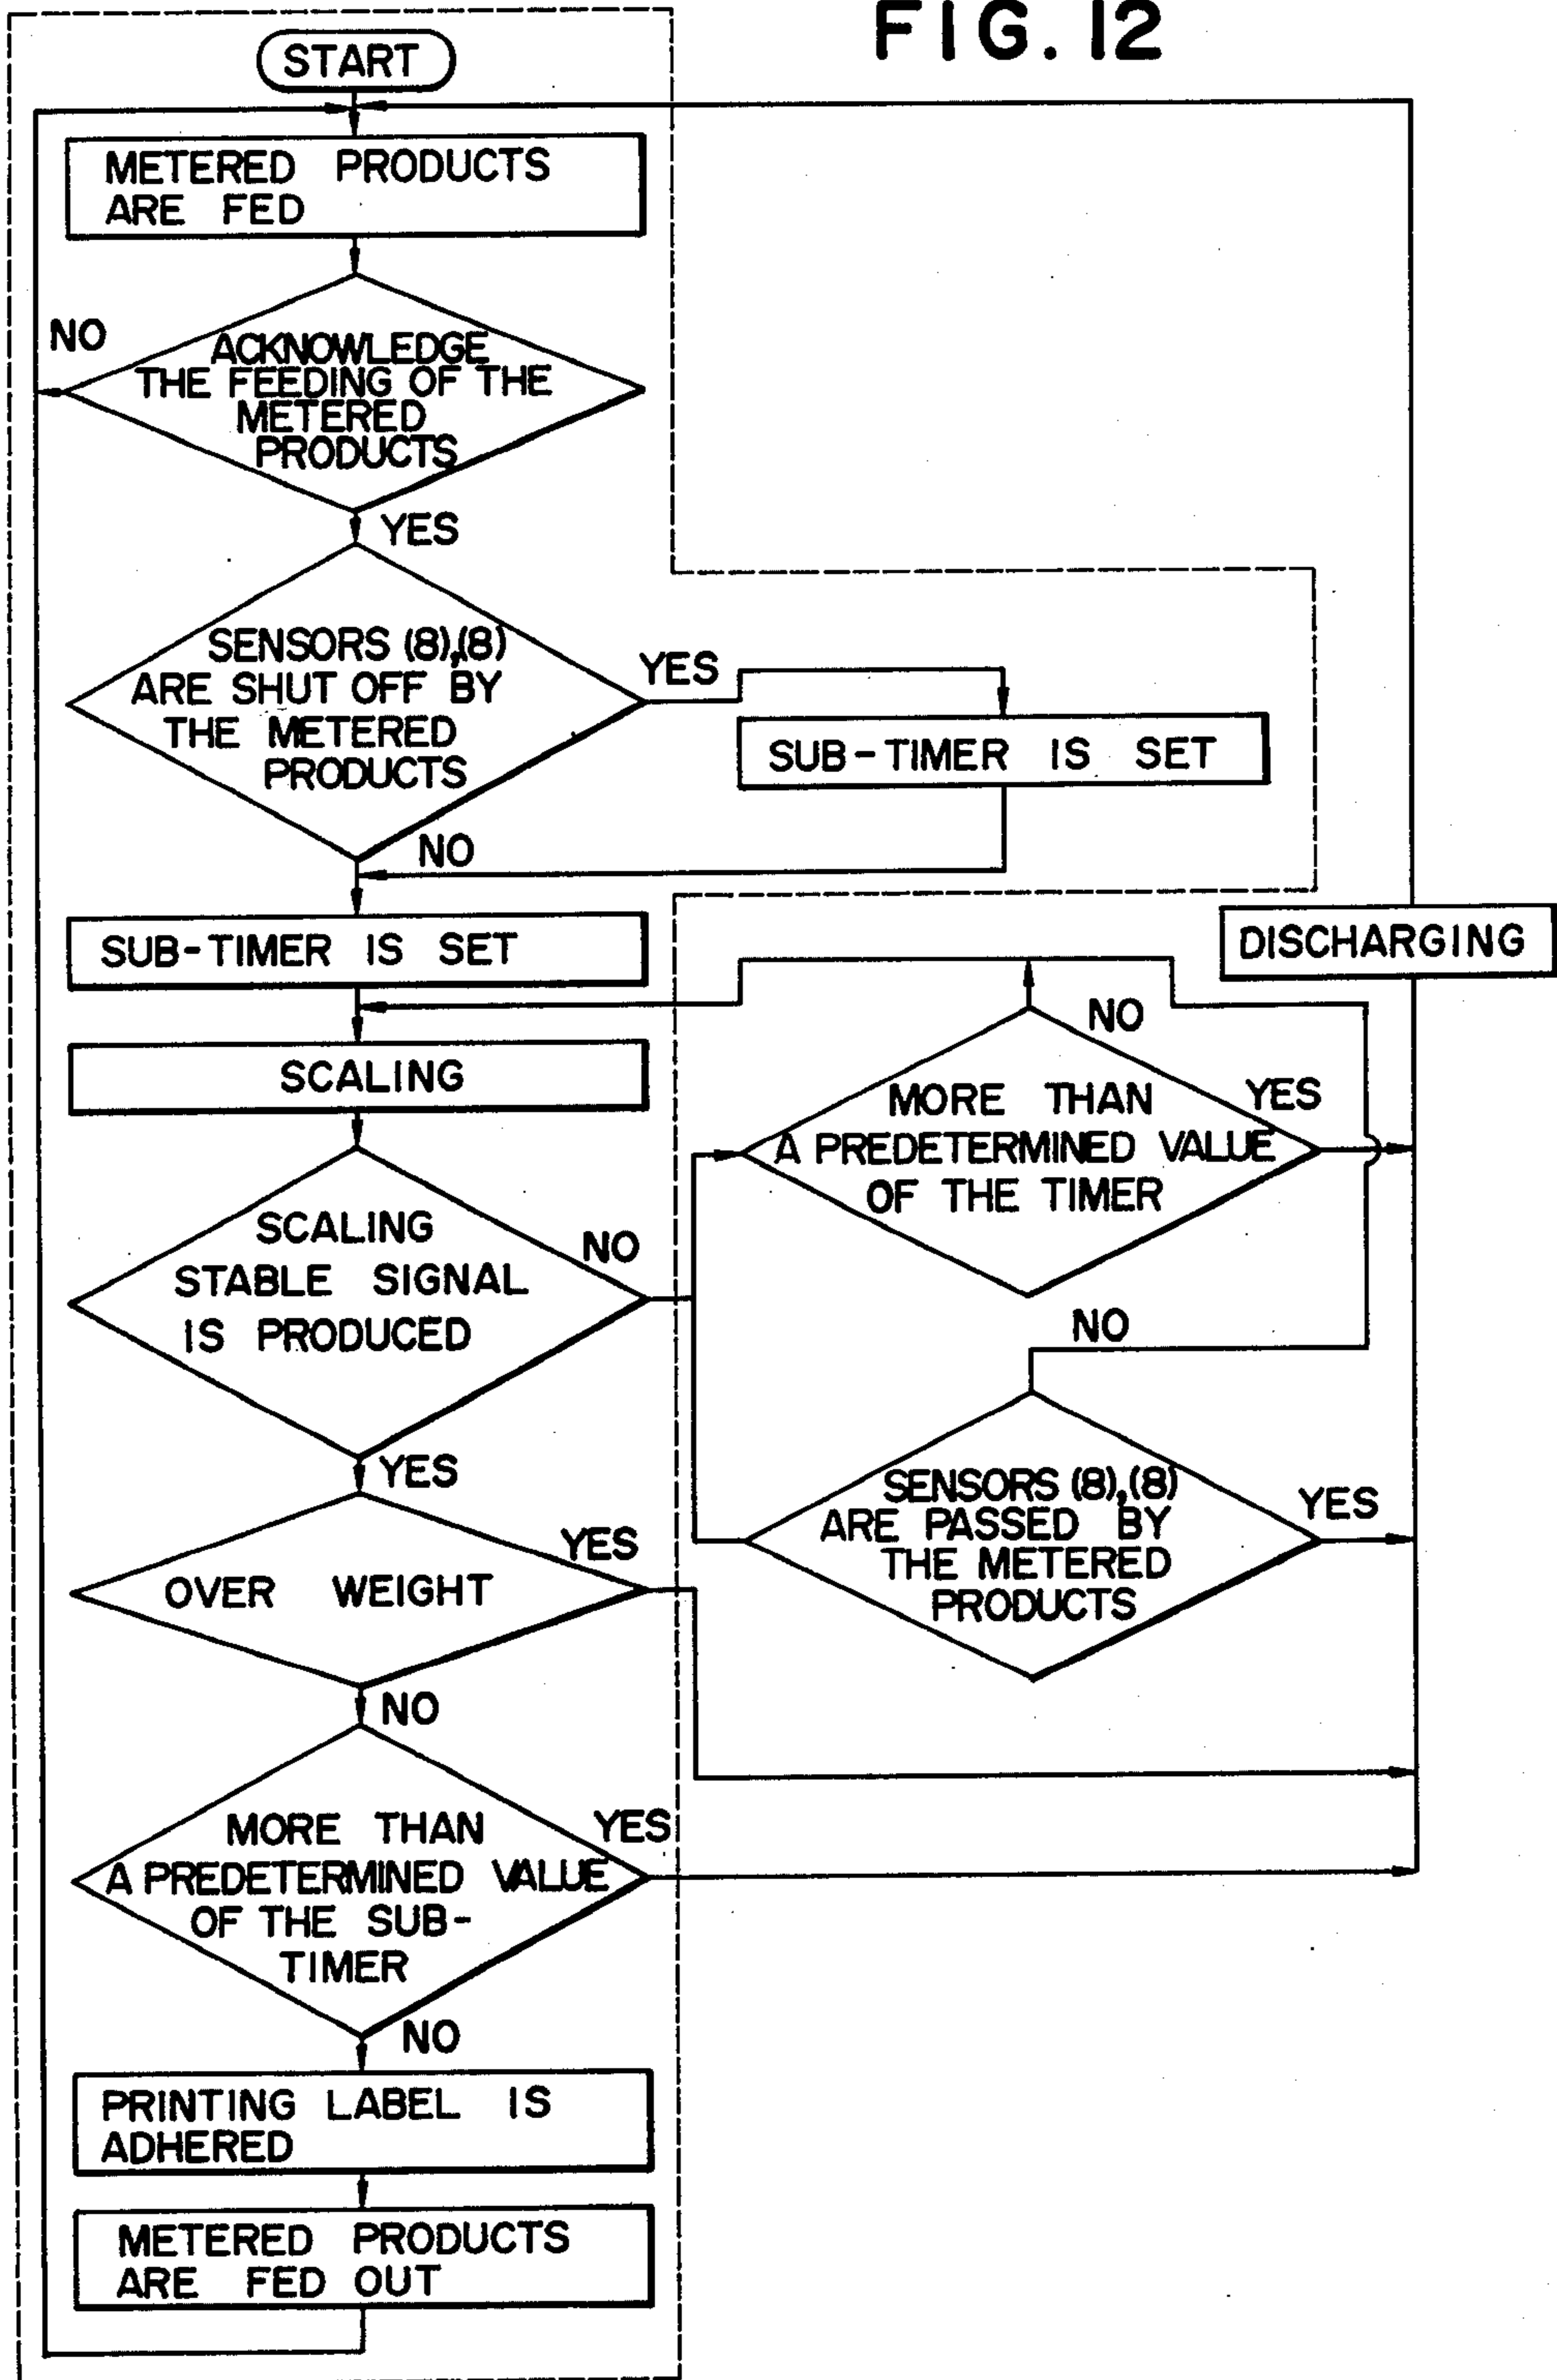 FIG. 12
START
METERED PRODUCTS
ARE FED
NO
ACKNOWLEDGE
THE FEEDING OF THE
METERED
PRODUCTS
YES
SENSORS (8),(8)
ARE SHUT OFF BY
THE METERED
PRODUCTS
YES
SUB-TIMER IS SET
NO
SUB-TIMER IS SET
DISCHARGING
SCALING
NO
MORE THAN
A PREDETERMINED VALUE
OF THE TIMER
YES
SCALING
STABLE SIGNAL
IS PRODUCED
NO
NO
SENSORS (8),(8)
ARE PASSED BY
THE METERED
PRODUCTS
YES
YES
OVER WEIGHT
YES
NO
MORE THAN
A PREDETERMINED VALUE
OF THE SUB-
TIMER
YES
NO
PRINTING LABEL IS
ADHERED
METERED PRODUCTS
ARE FED OUT